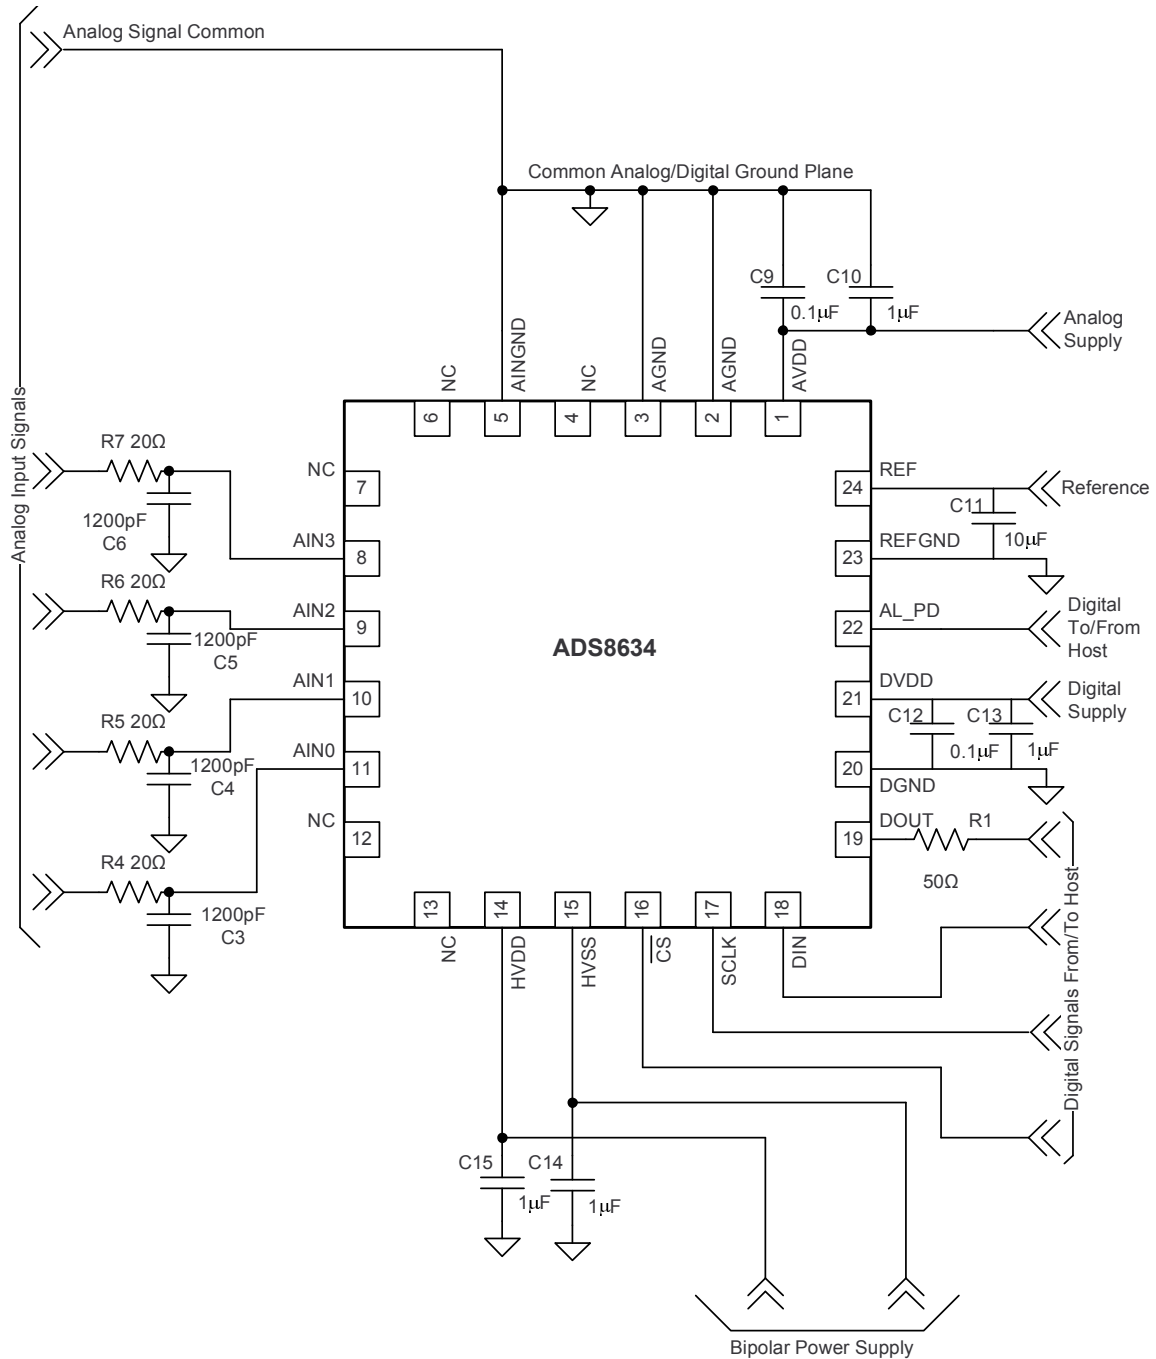 Analog Signal Common
Common Analog/Digital Ground Plane
C9
0.1μF
C10
1μF
Analog
Supply
NC
AINGND
NC
AGND
AGND
AVDD
6
5
4
3
2
1
Analog Input Signals
R7 20Ω
1200pF
C6
R6 20Ω
1200pF
C5
R5 20Ω
1200pF
C4
R4 20Ω
1200pF
C3
NC
7
AIN3
8
AIN2
9
AIN1
10
AIN0
11
NC
12
ADS8634
24
REF
Reference
C11
10μF
23
REFGND
22
AL_PD
Digital
To/From
Host
21
DVDD
Digital
Supply
C12
0.1μF
C13
1μF
20
DGND
19
DOUT
R1
50Ω
13
14
15
16
17
18
NC
HVDD
HVSS
CS
SCLK
DIN
Digital Signals From/To Host
C15
1μF
C14
1μF
Bipolar Power Supply